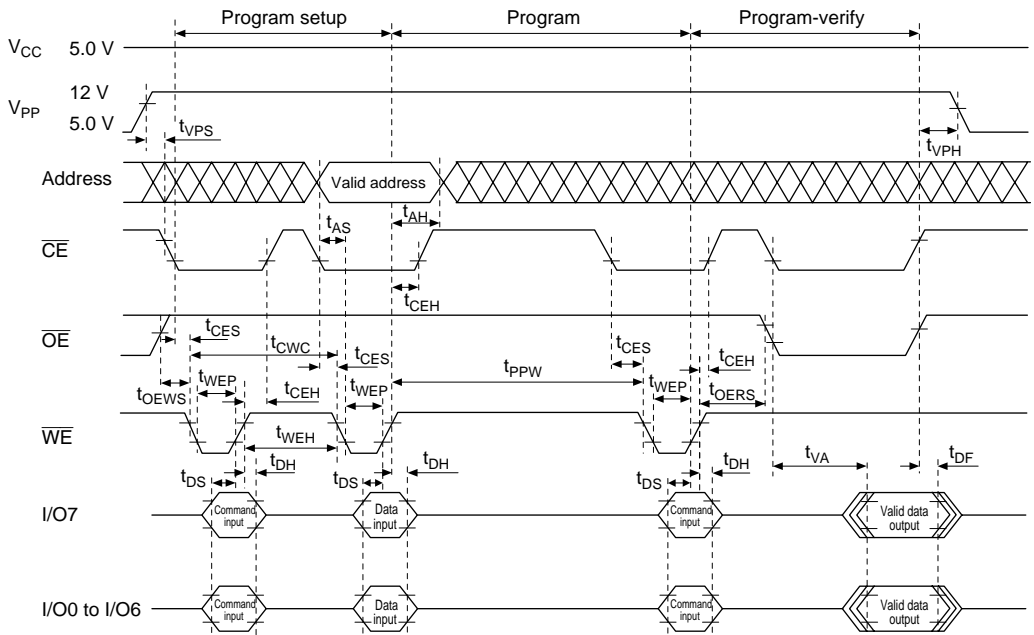 Program setup Program Program-verify
VCC 5.0 V
12 V
VPP
5.0 V
tVPS
tVPH
Address Valid address
tAH
tAS
CE
tCEH
OE
tCES
tCWC
tCES
tCES
tCEH
tPPW
tWEP
tOEWS
tCEH
tWEP
tWEP
tOERS
WE
tWEH
tVA
tDH
tDS
tDH
tDS
tDH
tDS
tDF
I/O7 Command input Data input Command input Valid data output
I/O0 to I/O6 Command input Data input Command input Valid data output